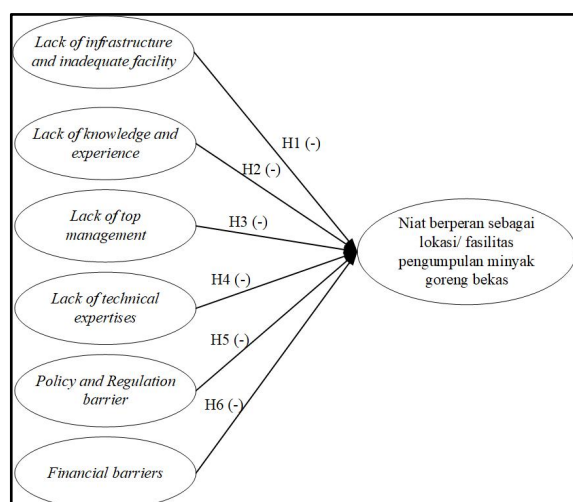 Lack of infrastructure
and inadequate facility
Lack of knowledge and
experience
Lack of top
management
Lack of technical
expertises
Policy and Regulation
barrier
Financial barriers
H1 (-)
H2 (-)
H3 (-)
H4 (-)
H5 (-)
H6 (-)
Niat berperan sebagai
lokasi/ fasilitas
pengumpulan minyak
goreng bekas